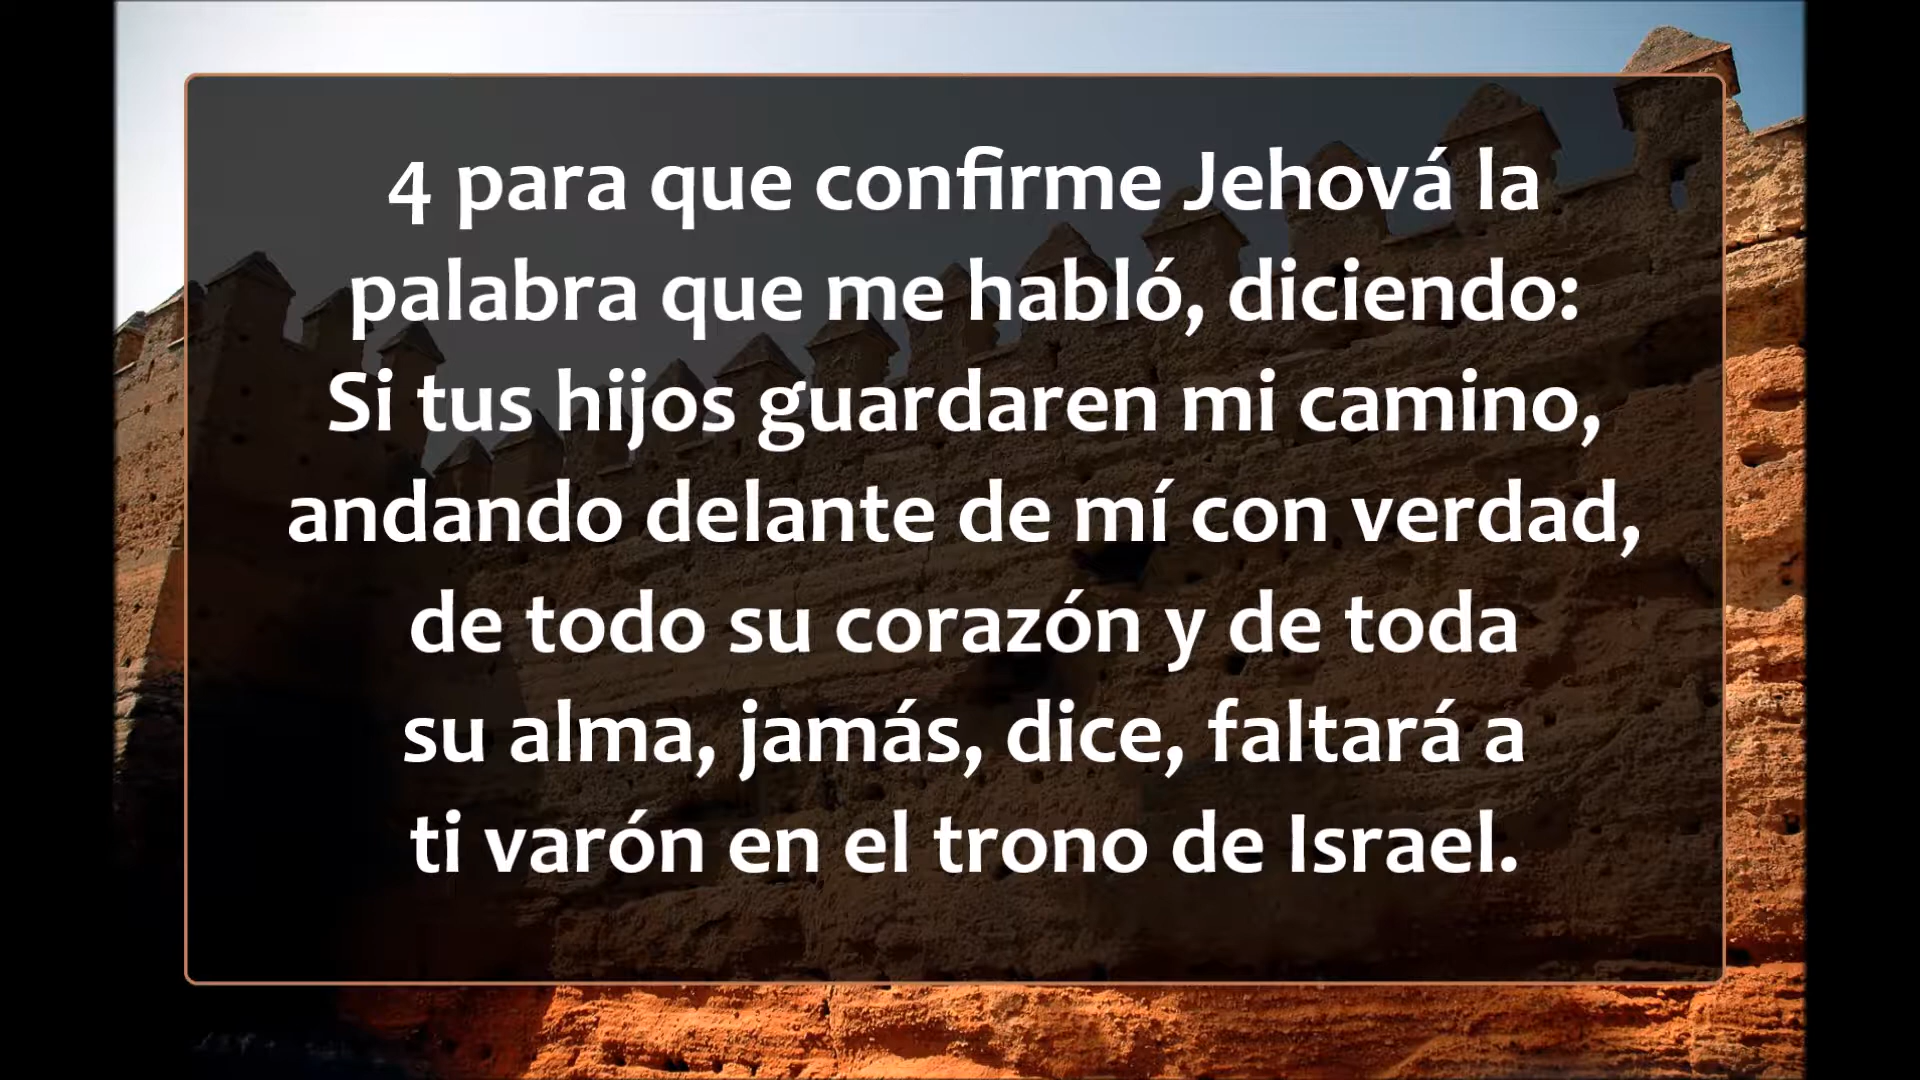 4 para que confirme Jehová la
palabra que me habló, diciendo:
Si tus hijos guardaren mi camino,
andando delante de mí con verdad,
de todo su corazón y de toda
su alma, jamás, dice, faltará a
ti varón en el trono de Israel.